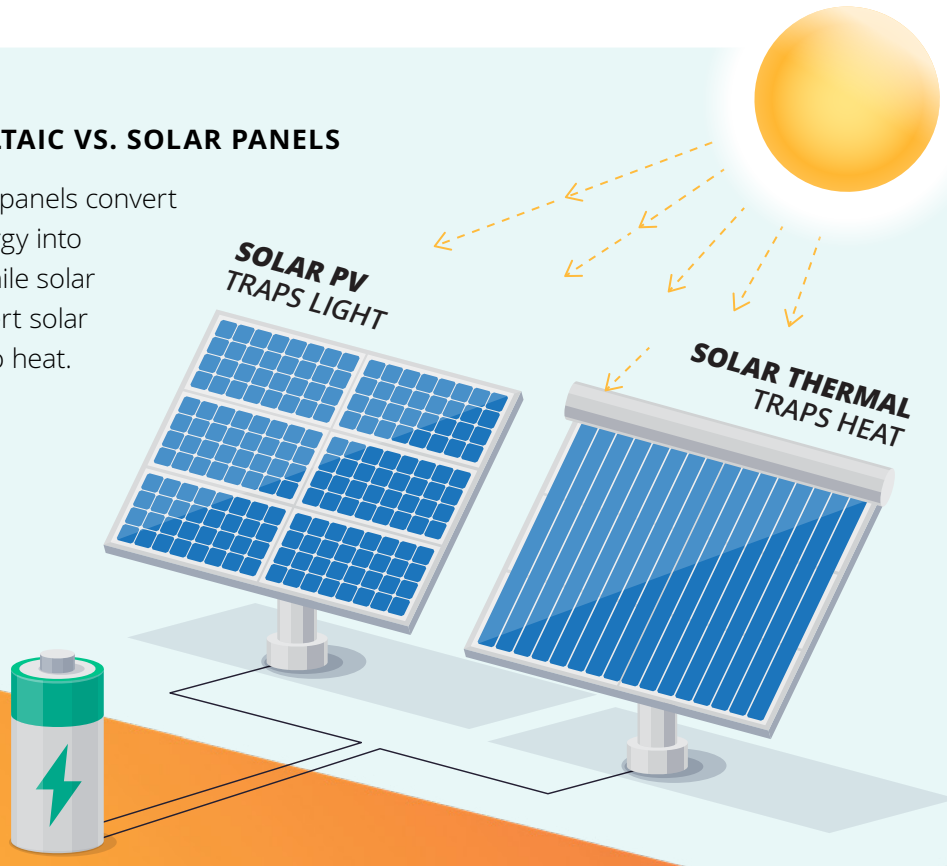 TAIC VS. SOLAR PANELS
panels convert
gy into
ile solar
rt solar
heat.
SOLAR PV
TRAPS LIGHT
SOLAR THERMAL
TRAPS HEAT